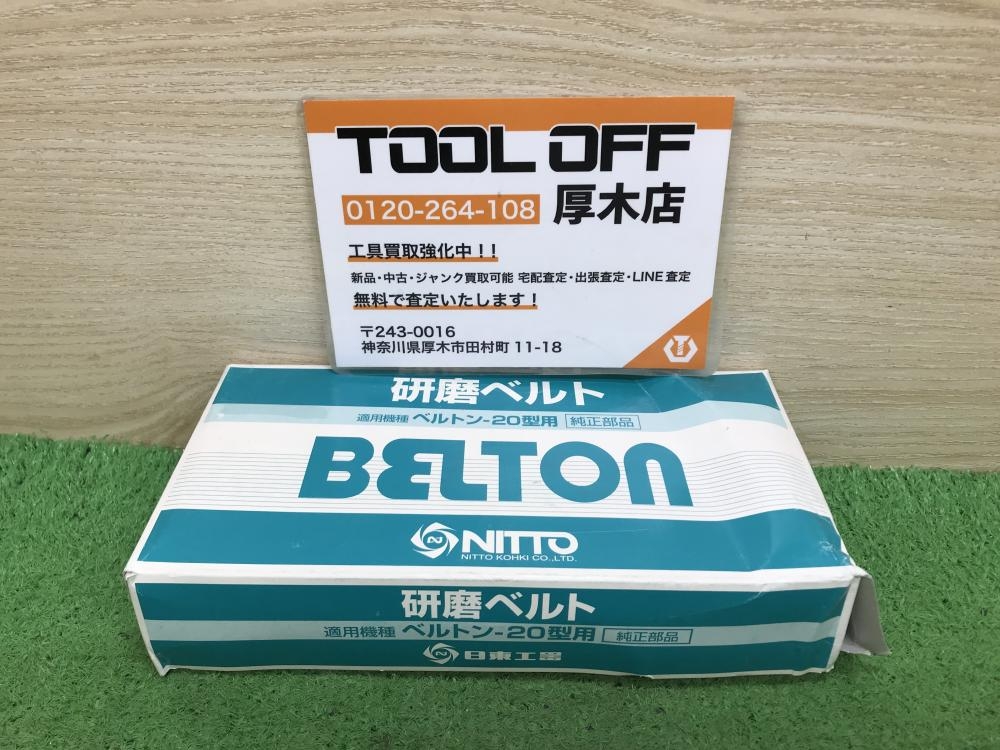 TOOL OFF
0120-264-108 厚木店
工具買取強化中！！
新品・中古・ジャンク買取可能 宅配査定・出張査定・LINE査定
無料で査定いたします！
〒243-0016
神奈川県厚木市田村町 11-18
研磨ベルト
適用機種 ベルトン-20型用 純正部品
BELTON
NITTO
NITTO KOHKI CO.,LTD.
研磨ベルト
適用機種 ベルトン-20型用 純正部品
日東工器